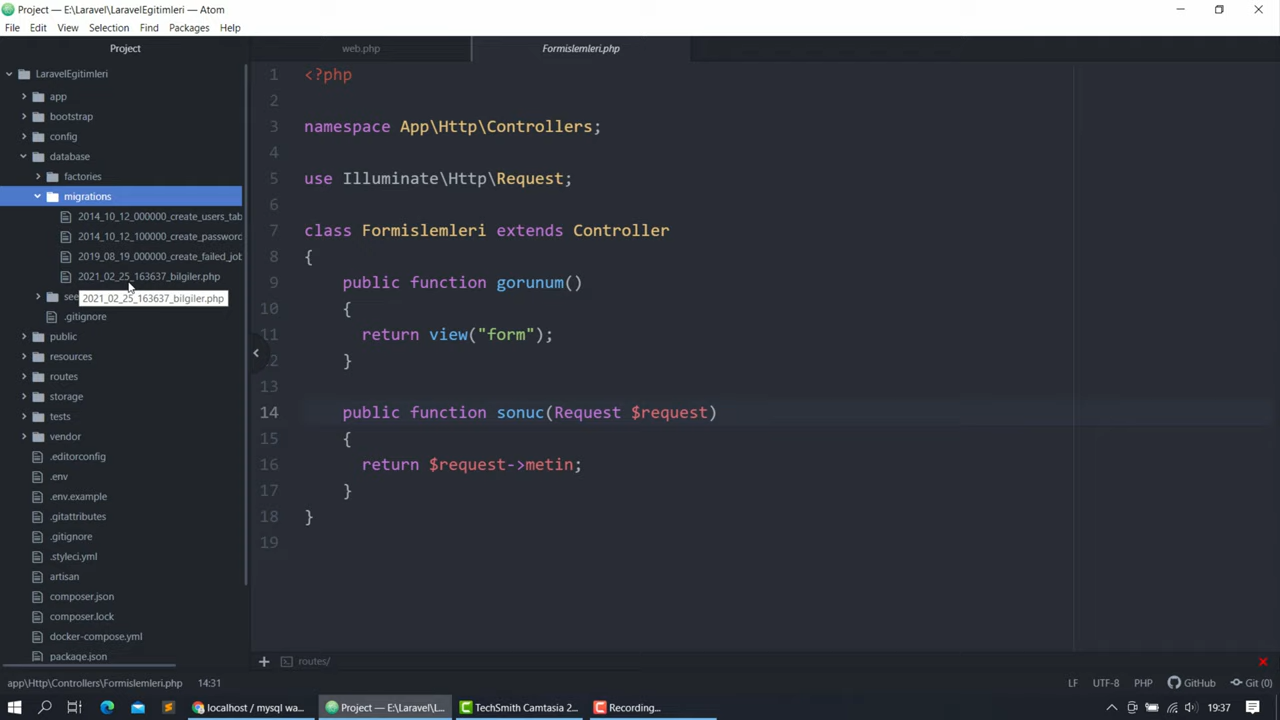 Project — E:\Laravel\LaravelEgitimleri — Atom
File Edit View Selection Find Packages Help
Project
web.php
Formislemleri.php
LaravelEgitimleri
app
bootstrap
config
database
factories
migrations
2014_10_12_000000_create_users_tab
2014_10_12_100000_create_password
2019_08_19_000000_create_failed_job
2021_02_25_163637_bilgiler.php
see
2021_02_25_163637_bilgiler.php
.gitignore
public
resources
routes
storage
tests
vendor
.editorconfig
.env
.env.example
.gitattributes
.gitignore
.styleci.yml
artisan
composer.json
composer.lock
docker-compose.yml
package.json
1 <?php
2
3 namespace App\Http\Controllers;
4
5 use Illuminate\Http\Request;
6
7 class Formislemleri extends Controller
8 {
9 public function gorunum()
10 {
11 return view("form");
2 }
13
14 public function sonuc(Request $request)
15 {
16 return $request->metin;
17 }
18 }
19
routes/
app\Http\Controllers\Formislemleri.php 14:31 LF UTF-8 PHP GitHub Git (0)
localhost / mysql wa... Project — E:\Laravel\L... TechSmith Camtasia 2... Recording... 19:37